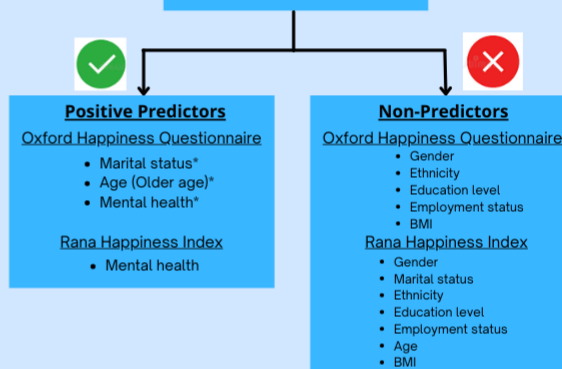 Positive Predictors
Oxford Happiness Questionnaire
• Marital status*
• Age (Older age)*
• Mental health*
Rana Happiness Index
• Mental health
Non-Predictors
Oxford Happiness Questionnaire
• Gender
• Ethnicity
• Education level
• Employment status
• BMI
Rana Happiness Index
• Gender
• Marital status
• Ethnicity
• Education level
• Employment status
• Age
• BMI